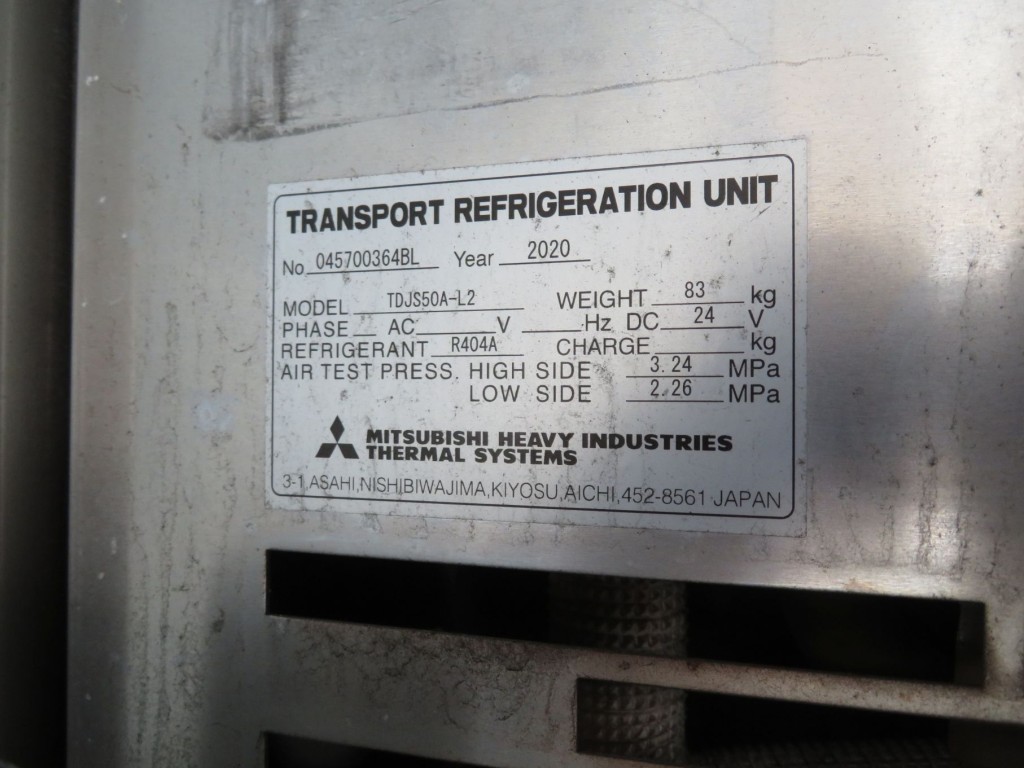 TRANSPORT REFRIGERATION UNIT
No 045700364BL Year 2020
MODEL TDJS50A-L2 WEIGHT 83 kg
PHASE AC V Hz DC 24 V
REFRIGERANT R404A CHARGE kg
AIR TEST PRESS. HIGH SIDE 3.24 MPa
LOW SIDE 2.26 MPa
MITSUBISHI HEAVY INDUSTRIES
THERMAL SYSTEMS
3-1,ASAHI,NISHIBIWAJIMA,KIYOSU,AICHI,452-8561 JAPAN